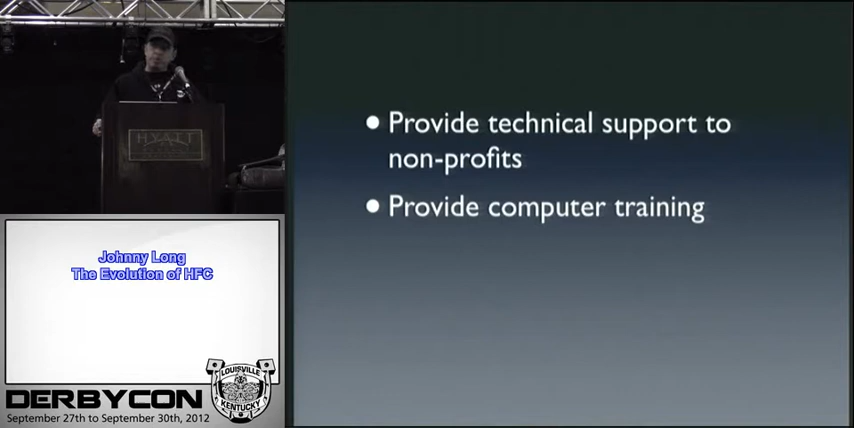 HYATT
Johnny Long
The Evolution of HFC
DERBYCON
September 27th to September 30th, 2012
LOUISVILLE
KENTUCKY
• Provide technical support to
non-profits
• Provide computer training